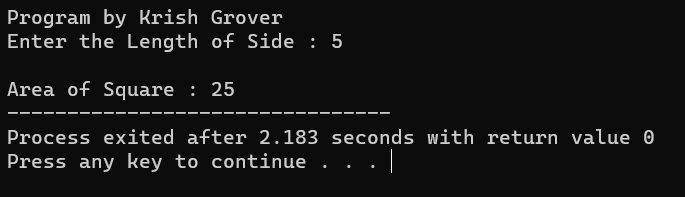 Program by Krish Grover
Enter the Length of Side : 5
Area of Square : 25
--------------------------------
Process exited after 2.183 seconds with return value 0
Press any key to continue . . .